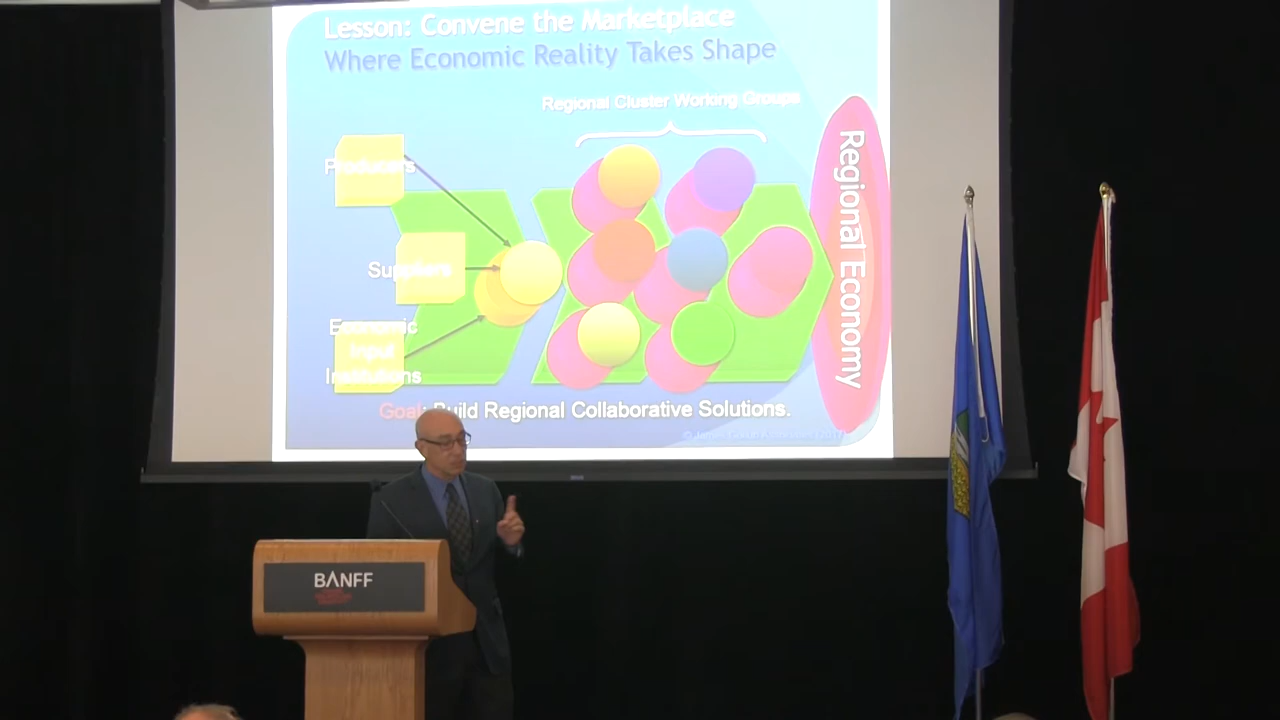 Lesson: Convene the Marketplace
Where Economic Reality Takes Shape
Regional Cluster Working Groups
Producers
Suppliers
Economic
Input
Institutions
Regional Economy
Goal: Build Regional Collaborative Solutions.
BANFF